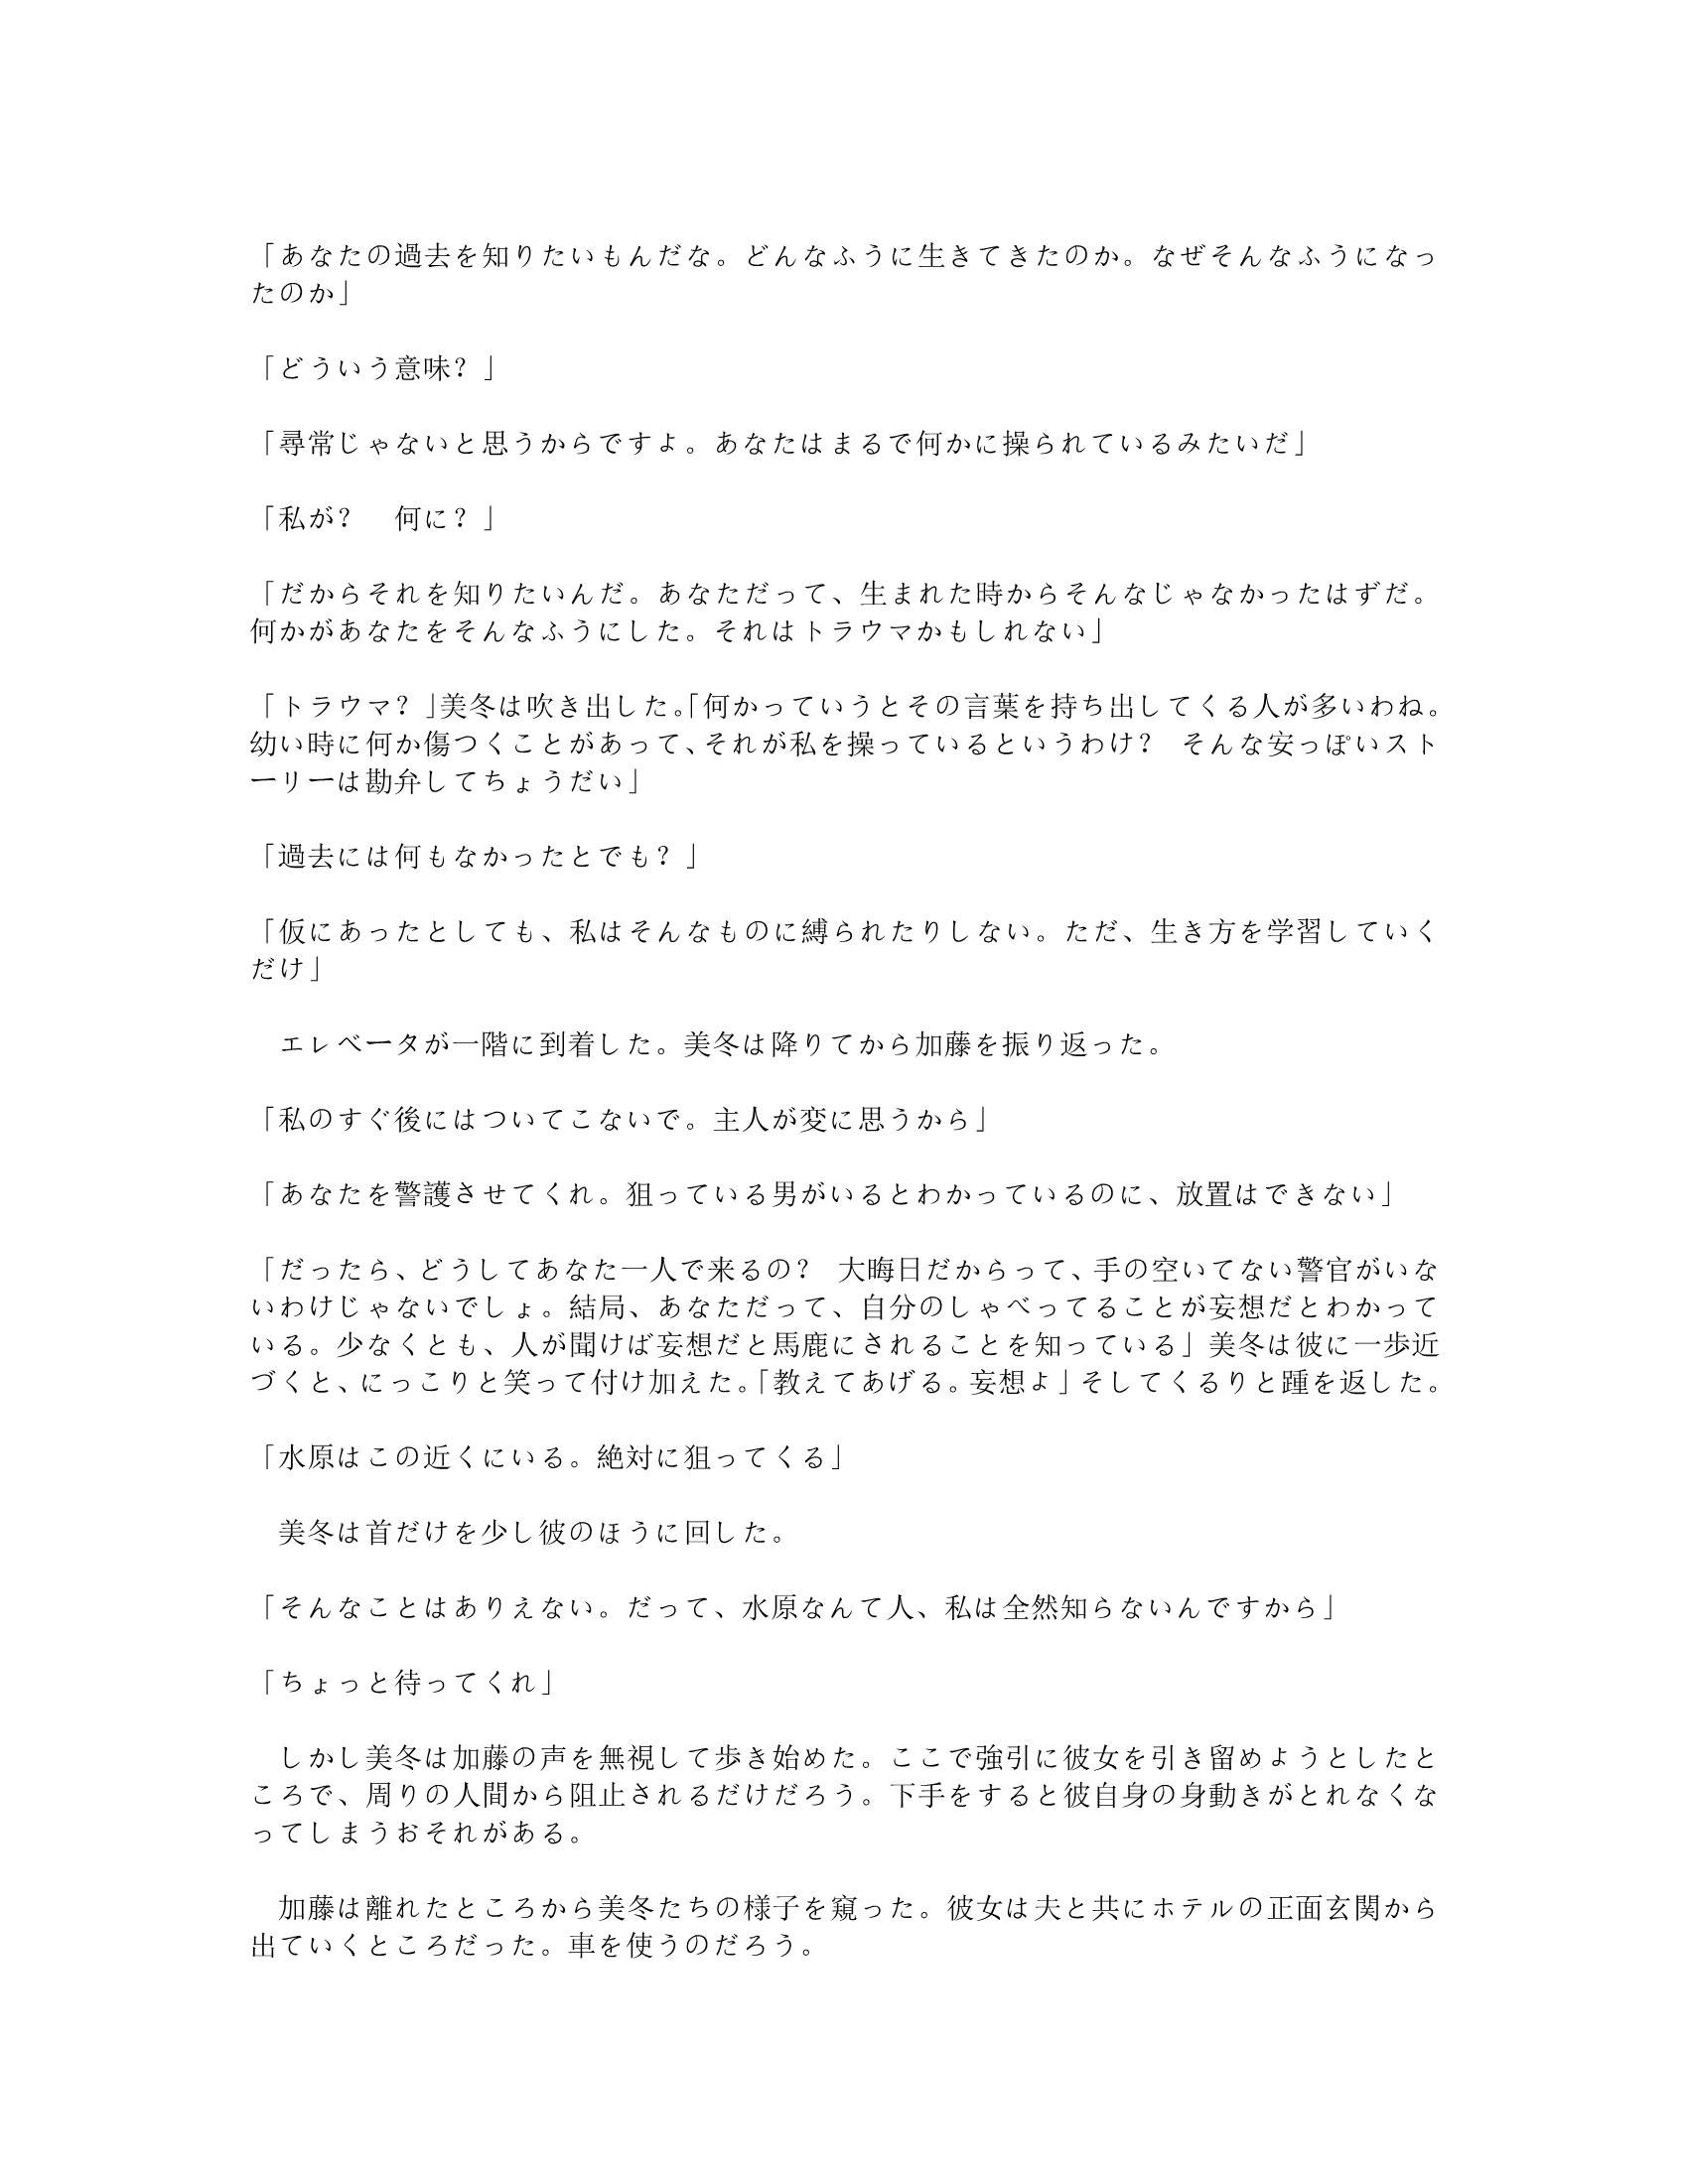 「あなたの過去を知りたいもんだな。どんなふうに生きてきたのか。なぜそんなふうになっ
たのか」
「どういう意味？」
「尋常じゃないと思うからですよ。あなたはまるで何かに操られているみたいだ」
「私が？　何に？」
「だからそれを知りたいんだ。あなただって、生まれた時からそんなじゃなかったはずだ。
何かがあなたをそんなふうにした。それはトラウマかもしれない」
「トラウマ？」美冬は吹き出した。「何かっていうとその言葉を持ち出してくる人が多いわね。
幼い時に何か傷つくことがあって、それが私を操っているというわけ？　そんな安っぽいスト
ーリーは勘弁してちょうだい」
「過去には何もなかったとでも？」
「仮にあったとしても、私はそんなものに縛られたりしない。ただ、生き方を学習していく
だけ」
　エレベータが一階に到着した。美冬は降りてから加藤を振り返った。
「私のすぐ後にはついてこないで。主人が変に思うから」
「あなたを警護させてくれ。狙っている男がいるとわかっているのに、放置はできない」
「だったら、どうしてあなた一人で来るの？　大晦日だからって、手の空いてない警官がいな
いわけじゃないでしょ。結局、あなただって、自分のしゃべってることが妄想だとわかって
いる。少なくとも、人が聞けば妄想だと馬鹿にされることを知っている」美冬は彼に一歩近
づくと、にっこりと笑って付け加えた。「教えてあげる。妄想よ」そしてくるりと踵を返した。
「水原はこの近くにいる。絶対に狙ってくる」
　美冬は首だけを少し彼のほうに回した。
「そんなことはありえない。だって、水原なんて人、私は全然知らないんですから」
「ちょっと待ってくれ」
　しかし美冬は加藤の声を無視して歩き始めた。ここで強引に彼女を引き留めようとしたと
ころで、周りの人間から阻止されるだけだろう。下手をすると彼自身の身動きがとれなくな
ってしまうおそれがある。
　加藤は離れたところから美冬たちの様子を窺った。彼女は夫と共にホテルの正面玄関から
出ていくところだった。車を使うのだろう。